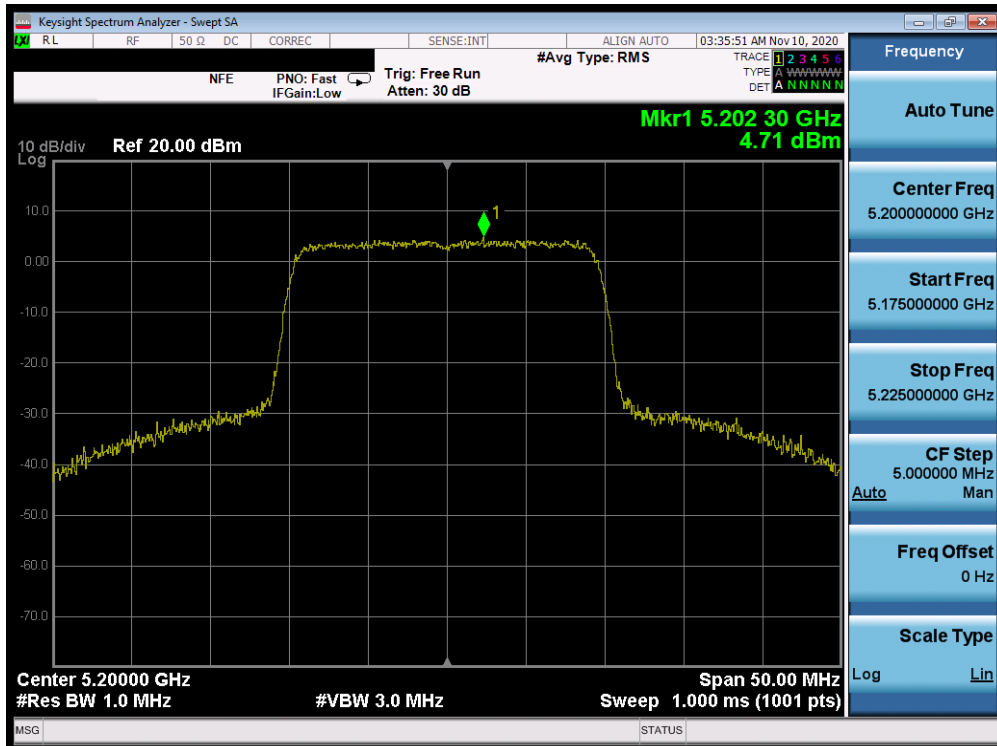 Keysight Spectrum Analyzer - Swept SA
LXI RL RF 50 Ω DC CORREC SENSE:INT ALIGN AUTO 03:35:51 AM Nov 10, 2020
#Avg Type: RMS TRACE 1 2 3 4 5 6
NFE PNO: Fast Trig: Free Run TYPE A WWWWW
IFGain:Low Atten: 30 dB DET A N N N N N
Mkr1 5.202 30 GHz
4.71 dBm
10 dB/div Ref 20.00 dBm
Log
1
10.0
0.00
-10.0
-20.0
-30.0
-40.0
-50.0
-60.0
-70.0
Center 5.20000 GHz Span 50.00 MHz
#Res BW 1.0 MHz #VBW 3.0 MHz Sweep 1.000 ms (1001 pts)
MSG STATUS
Frequency
Auto Tune
Center Freq
5.200000000 GHz
Start Freq
5.175000000 GHz
Stop Freq
5.225000000 GHz
CF Step
5.000000 MHz
Auto Man
Freq Offset
0 Hz
Scale Type
Log Lin